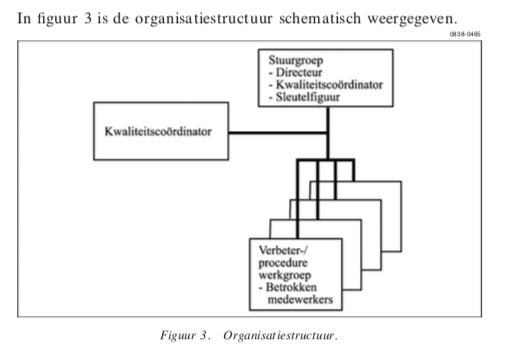 In figuur 3 is de organisatiestructuur schematisch weergegeven.
0838-0465
Stuurgroep
- Directeur
- Kwaliteitscoördinator
- Sleutelfiguur
Kwaliteitscoördinator
Verbeter-/
procedure
werkgroep
- Betrokken
medewerkers
Figuur 3. Organisatiestructuur.